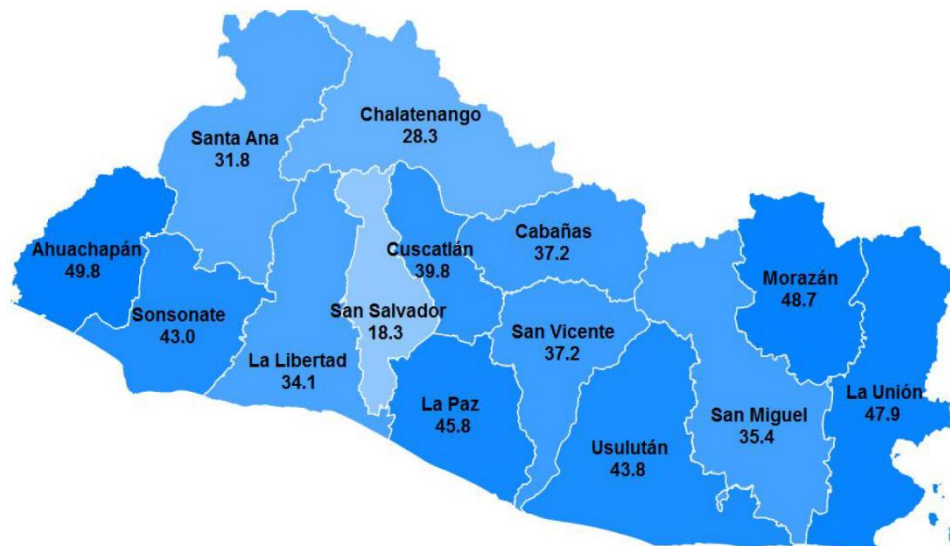 Chalatenango
28.3
Santa Ana
31.8
Ahuachapán
49.8
Sonsonate
43.0
La Libertad
34.1
San Salvador
18.3
Cuscatlán
39.8
Cabañas
37.2
San Vicente
37.2
La Paz
45.8
Usulután
43.8
San Miguel
35.4
Morazán
48.7
La Unión
47.9